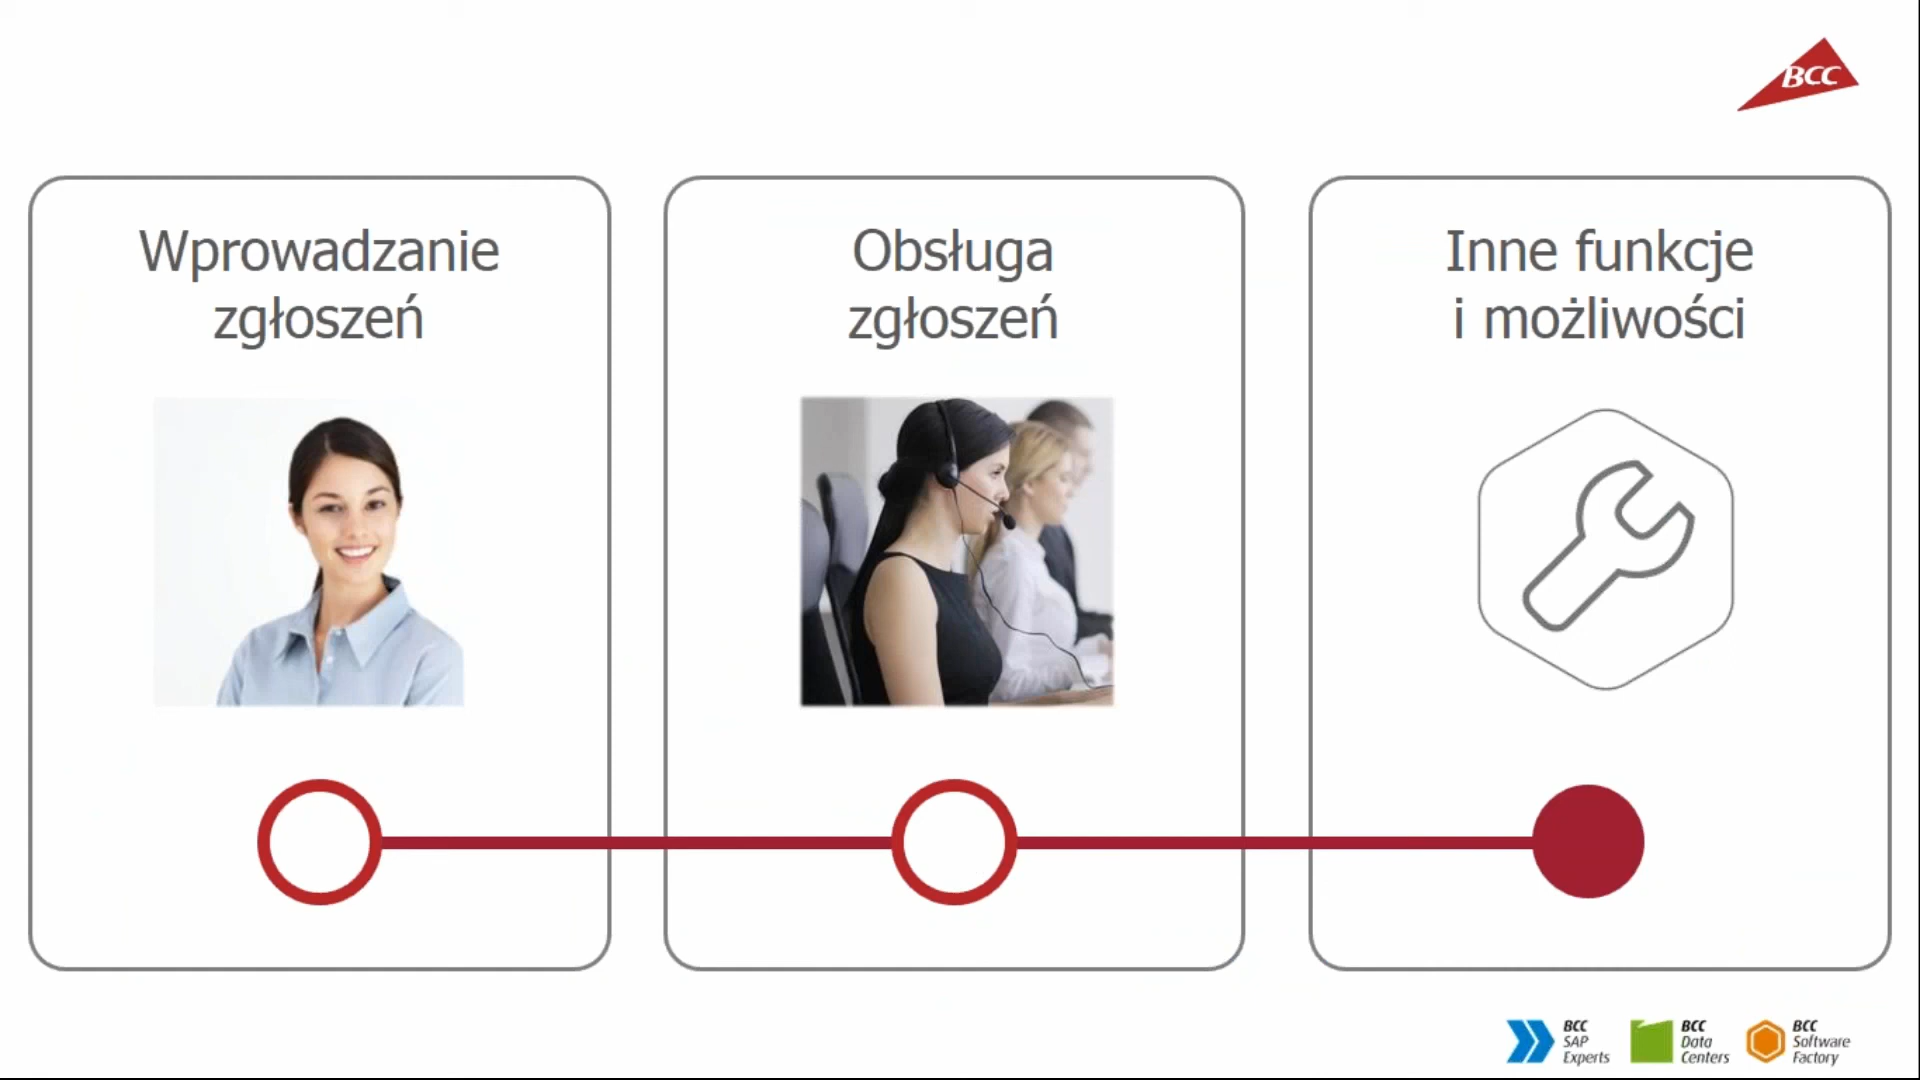 BCC
Wprowadzanie
zgłoszeń
Obsługa
zgłoszeń
Inne funkcje
i możliwości
BCC
SAP
Experts
BCC
Data
Centers
BCC
Software
Factory